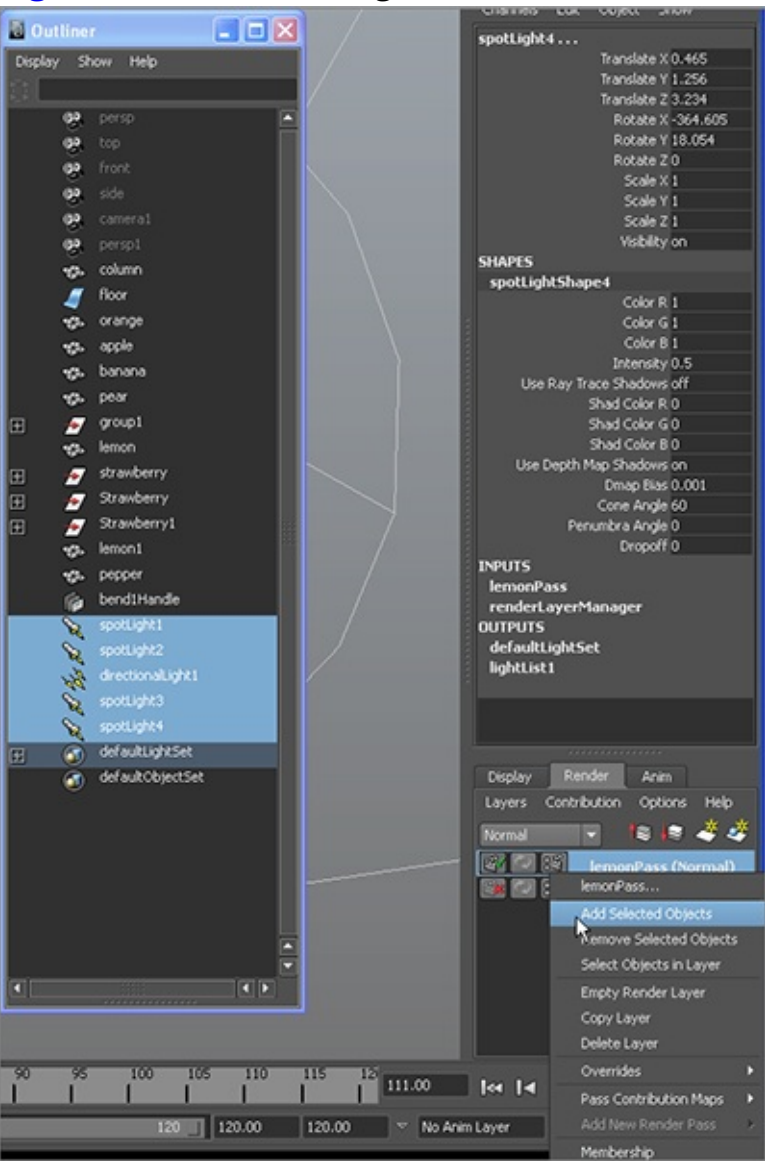 Outliner
Display Show Help
persp
top
front
side
camera1
persp1
column
floor
orange
apple
banana
pear
group1
lemon
strawberry
Strawberry
Strawberry1
lemon1
pepper
bend1Handle
spotLight1
spotLight2
directionalLight1
spotLight3
spotLight4
defaultLightSet
defaultObjectSet
Channels Edit Object Show
spotLight4 . . .
Translate X 0.465
Translate Y 1.256
Translate Z 3.234
Rotate X -364.605
Rotate Y 18.054
Rotate Z 0
Scale X 1
Scale Y 1
Scale Z 1
Visibility on
SHAPES
spotLightShape4
Color R 1
Color G 1
Color B 1
Intensity 0.5
Use Ray Trace Shadows off
Shad Color R 0
Shad Color G 0
Shad Color B 0
Use Depth Map Shadows on
Dmap Bias 0.001
Cone Angle 60
Penumbra Angle 0
Dropoff 0
INPUTS
lemonPass
renderLayerManager
OUTPUTS
defaultLightSet
lightList1
Display Render Anim
Layers Contribution Options Help
Normal
lemonPass (Normal)
lemonPass...
Add Selected Objects
Remove Selected Objects
Select Objects in Layer
Empty Render Layer
Copy Layer
Delete Layer
Overrides
Pass Contribution Maps
Add New Render Pass
Membership
90 95 100 105 110 115 12
111.00
120 120.00 120.00 No Anim Layer